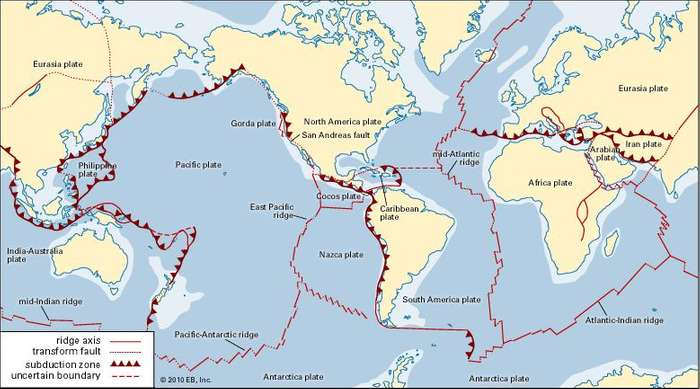 Eurasia plate
Gorda plate
North America plate
San Andreas fault
Philippine
plate
Pacific plate
Cocos plate
Caribbean
plate
East Pacific
ridge
mid-Atlantic
ridge
Eurasia plate
Arabian
plate
Iran plate
Africa plate
India-Australia
plate
Nazca plate
South America plate
mid-Indian ridge
Pacific-Antarctic ridge
Atlantic-Indian ridge
Antarctica plate
Antarctica plate
ridge axis
transform fault
subduction zone
uncertain boundary
© 2010 EB, Inc.